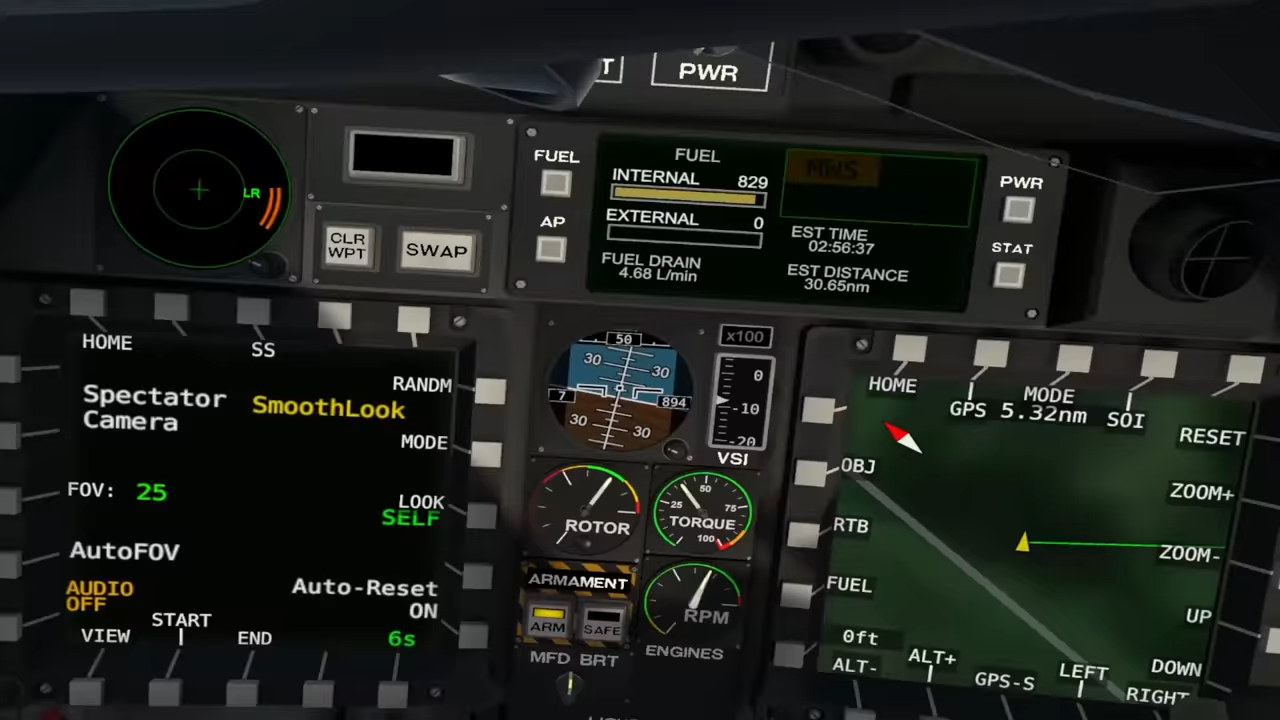 T
PWR
FUEL
AP
FUEL
INTERNAL 829
EXTERNAL 0
FUEL DRAIN
4.68 L/min
MWS
EST TIME
02:56:37
EST DISTANCE
30.65nm
PWR
STAT
LR
CLR
WPT
SWAP
HOME
SS
RANDM
Spectator
Camera
SmoothLook
MODE
FOV: 25
LOOK
SELF
AutoFOV
AUDIO
OFF
Auto-Reset
ON
6s
VIEW
START
END
50
30 30
7
894
30 30
x100
0
-10
-20
VSI
ROTOR
25 50 75 100
TORQUE
ARMAMENT
ARM
SAFE
RPM
ENGINES
MFD BRT
HOME
GPS 5.32nm
MODE
SOI
RESET
OBJ
ZOOM+
RTB
ZOOM-
FUEL
UP
0ft
ALT-
ALT+
GPS-S
LEFT
DOWN
RIGHT